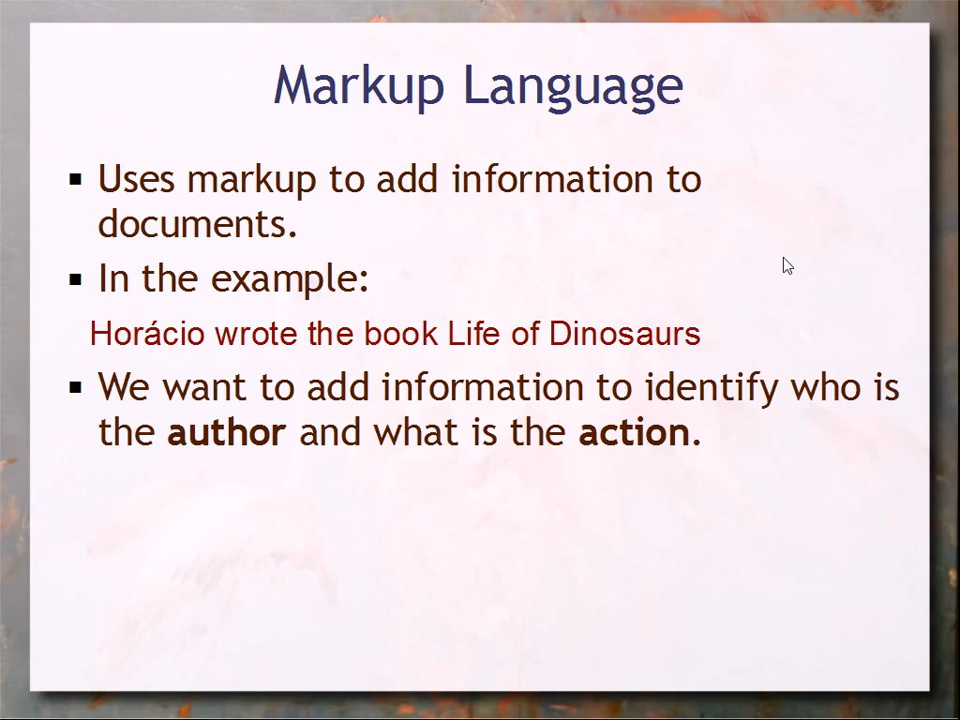 Markup Language
▪ Uses markup to add information to
documents.
▪ In the example:
Horácio wrote the book Life of Dinosaurs
▪ We want to add information to identify who is
the author and what is the action.